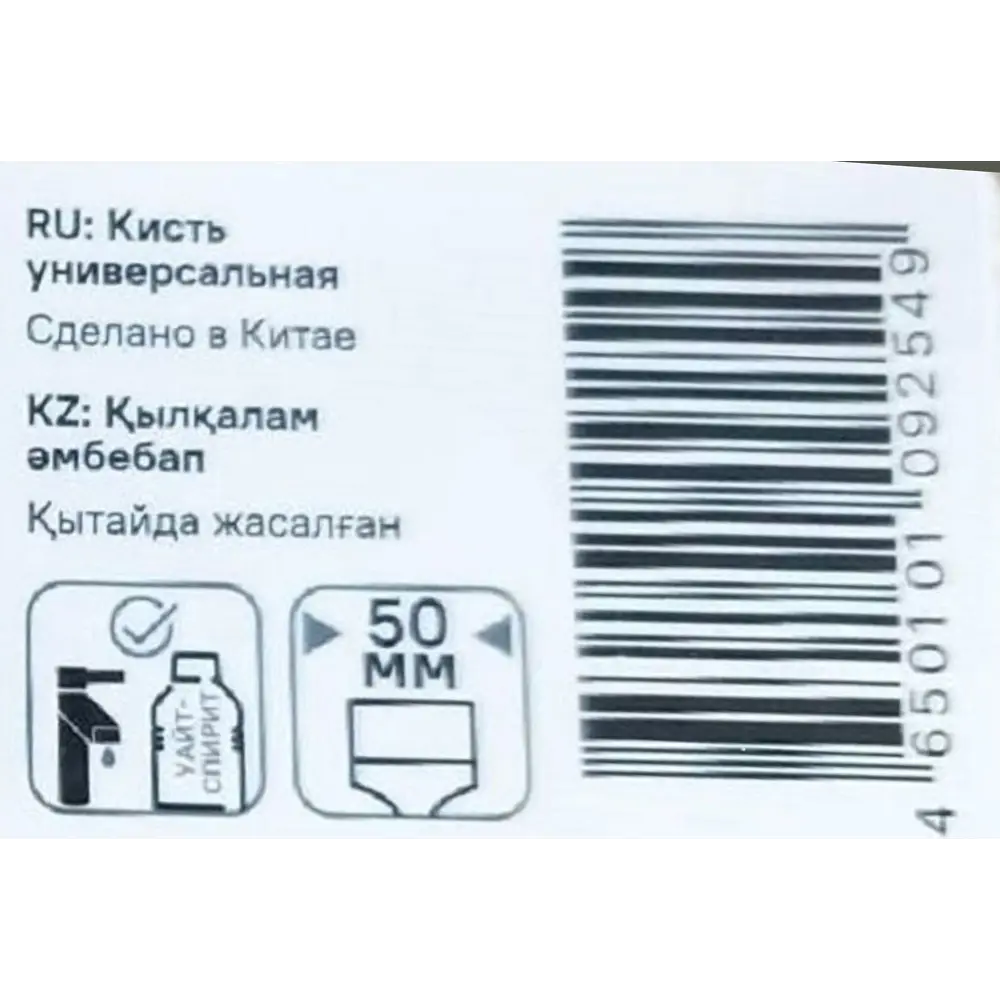 RU: Кисть
универсальная
Сделано в Китае
KZ: Қылқалам
әмбебап
Қытайда жасалған
УАЙТ-
СПИРИТ
50
ММ
4 650101 092549